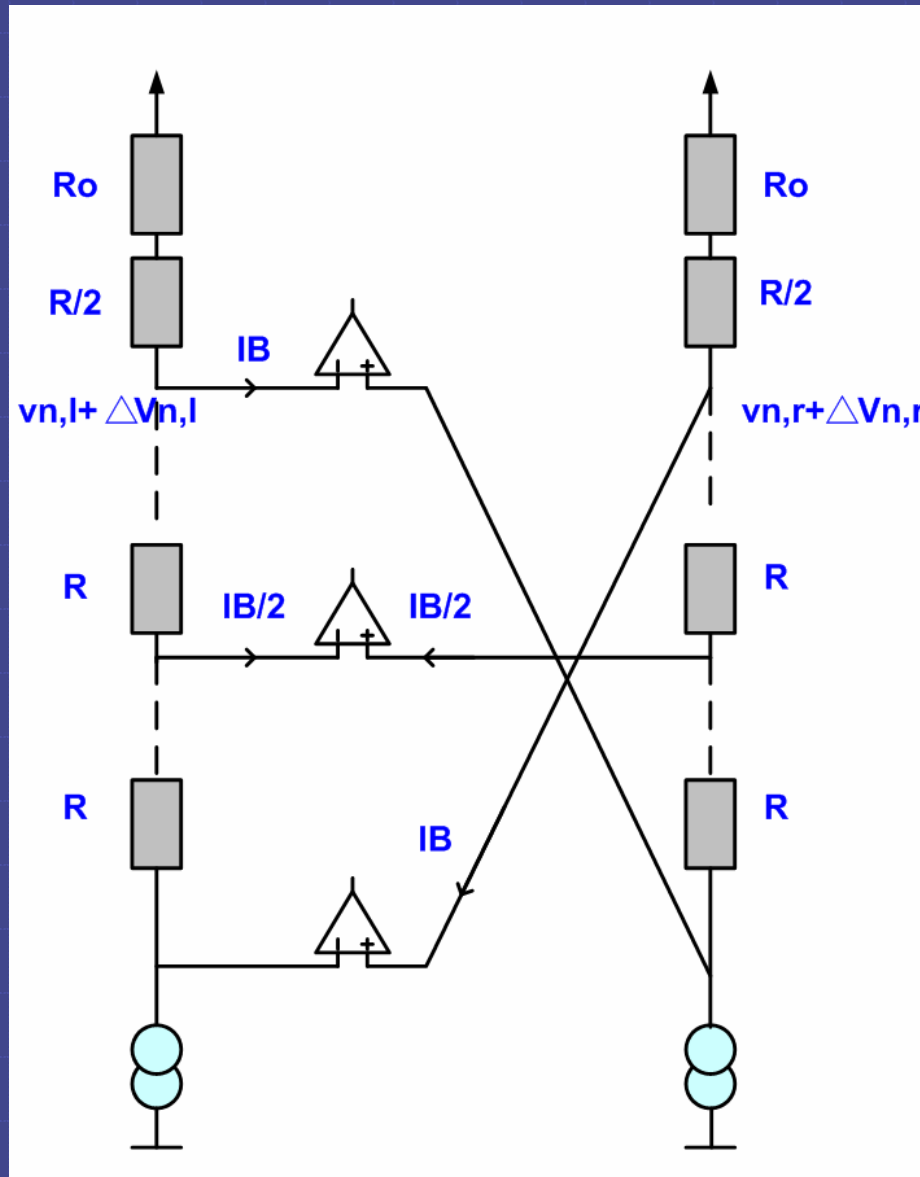 Ro Ro
R/2 R/2
IB
vn,l+ △Vn,l vn,r+△Vn,r
+
R R
IB/2 IB/2
+
R R
IB
+